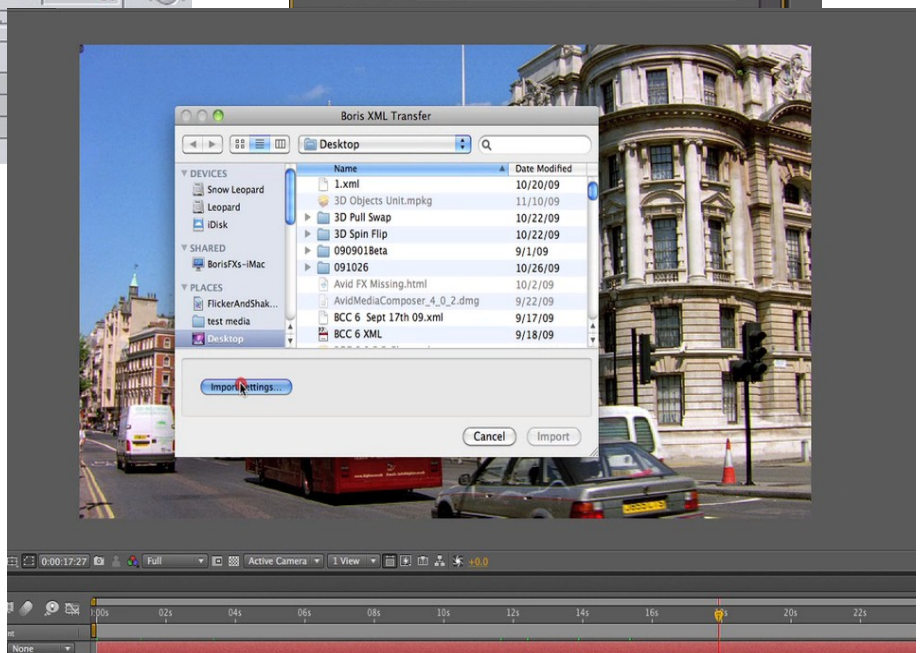 Boris XML Transfer
Desktop
DEVICES
Snow Leopard
Leopard
iDisk
SHARED
BorisFXs-iMac
PLACES
FlickerAndShak...
test media
Desktop
Name Date Modified
1.xml 10/20/09
3D Objects Unit.mpkg 11/10/09
3D Pull Swap 10/22/09
3D Spin Flip 10/22/09
090901Beta 9/1/09
091026 10/26/09
Avid FX Missing.html 10/2/09
AvidMediaComposer_4_0_2.dmg 9/22/09
BCC 6 Sept 17th 09.xml 9/17/09
BCC 6 XML 9/18/09
Cancel Import
0:00:17:27 Full Active Camera 1 View +0.0
02s 04s 06s 08s 10s 12s 14s 16s 20s 22s
None